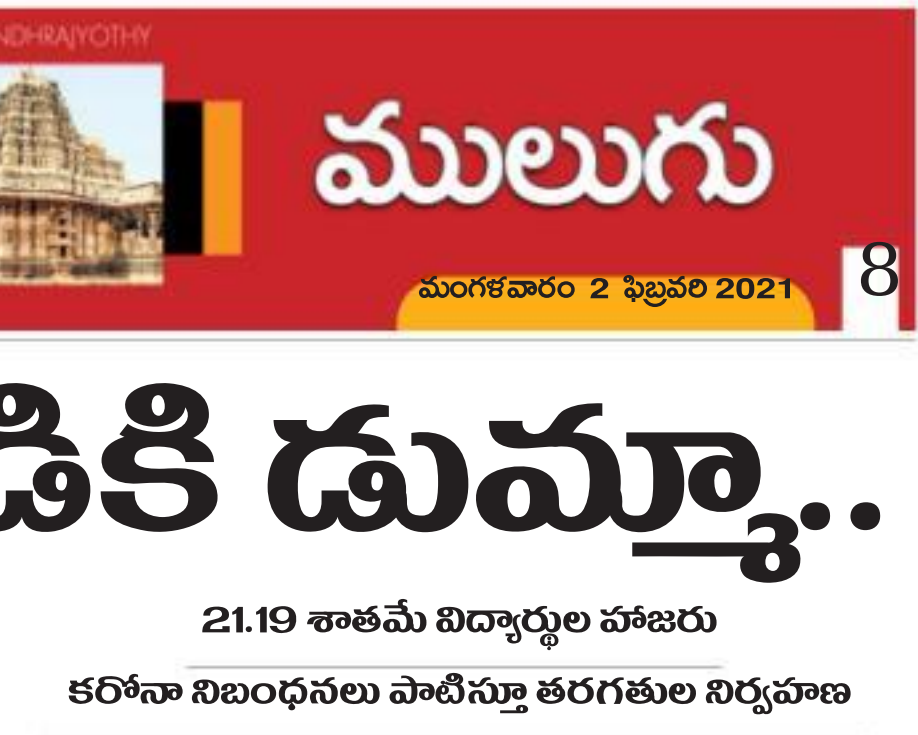 NDHRAJYOTHY
ములుగు
మంగళవారం 2 ఫిబ్రవరి 2021
8
డికి డుమ్మా..
21.19 శాతమే విద్యార్థుల హాజరు
కరోనా నిబంధనలు పాటిస్తూ తరగతుల నిర్వహణ